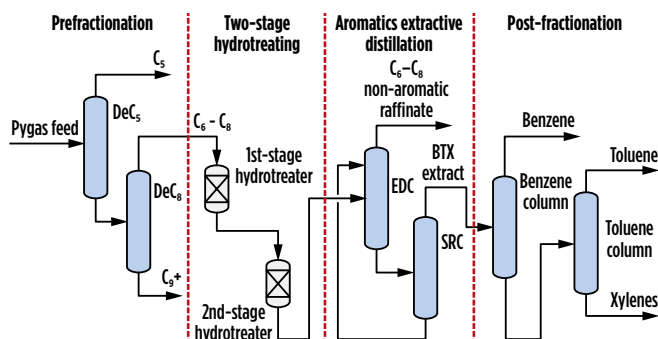 Prefractionation
Two-stage
hydrotreating
Aromatics extractive
distillation
Post-fractionation
C₅
DeC₅
Pygas feed
C₆ - C₈
DeC₈
C₉+
1st-stage
hydrotreater
2nd-stage
hydrotreater
C₆–C₈
non-aromatic
raffinate
EDC
BTX
extract
SRC
Benzene
Benzene
column
Toluene
Toluene
column
Xylenes